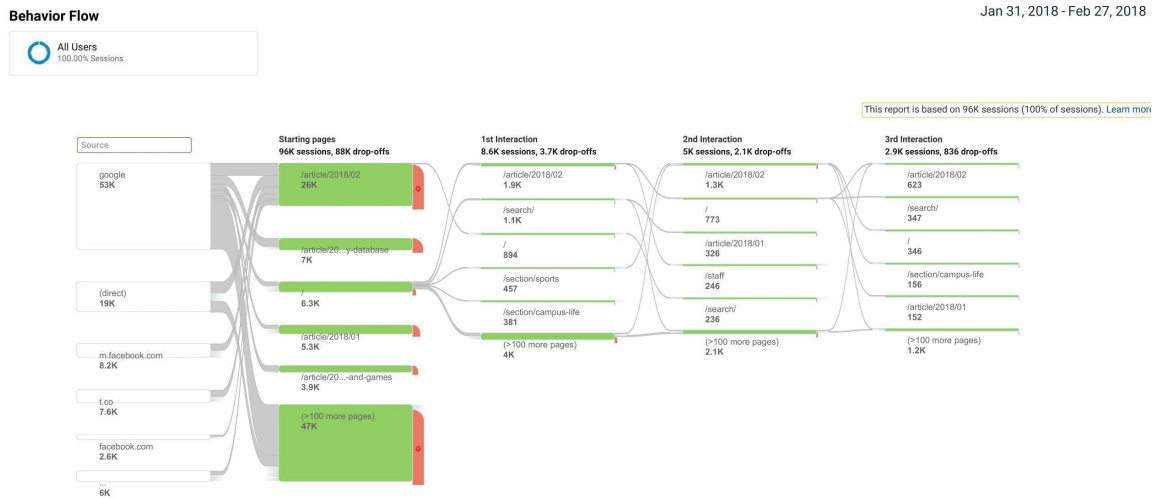 Behavior Flow
Jan 31, 2018 - Feb 27, 2018
All Users
100.00% Sessions
This report is based on 96K sessions (100% of sessions). Learn more
Source
google
53K
(direct)
19K
m.facebook.com
8.2K
t.co
7.6K
facebook.com
2.6K
...
6K
Starting pages
96K sessions, 88K drop-offs
/article/2018/02
26K
/article/20...y-database
7K
/
6.3K
/article/2018/01
5.3K
/article/20...-and-games
3.9K
(>100 more pages)
47K
1st Interaction
8.6K sessions, 3.7K drop-offs
/article/2018/02
1.9K
/search/
1.1K
/
894
/section/sports
457
/section/campus-life
381
(>100 more pages)
4K
2nd Interaction
5K sessions, 2.1K drop-offs
/article/2018/02
1.3K
/
773
/article/2018/01
326
/staff
246
/search/
236
(>100 more pages)
2.1K
3rd Interaction
2.9K sessions, 836 drop-offs
/article/2018/02
623
/search/
347
/
346
/section/campus-life
156
/article/2018/01
152
(>100 more pages)
1.2K